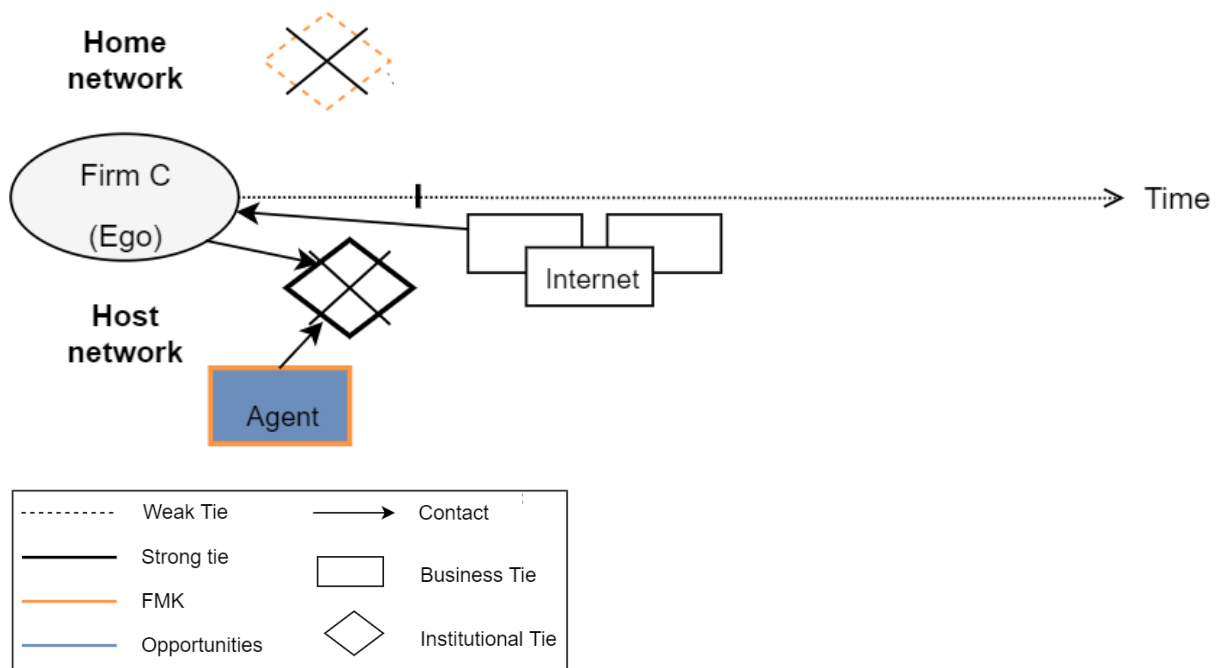 Home
network
Firm C
(Ego)
Time
Internet
Host
network
Agent
Weak Tie
Contact
Strong tie
Business Tie
FMK
Opportunities
Institutional Tie